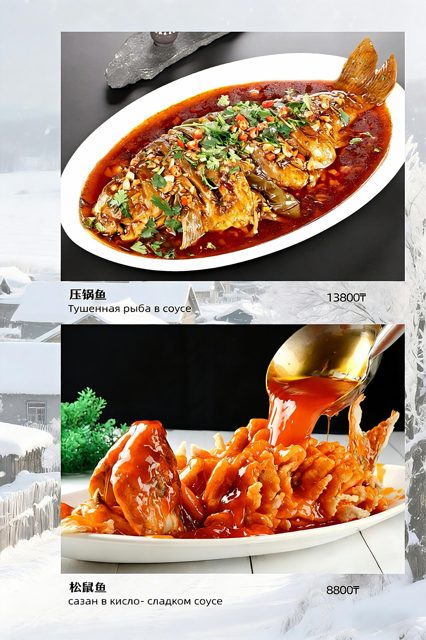 压锅鱼
13800₸
Тушенная рыба в соусе
松鼠鱼
8800₸
сазан в кисло- сладком соусе